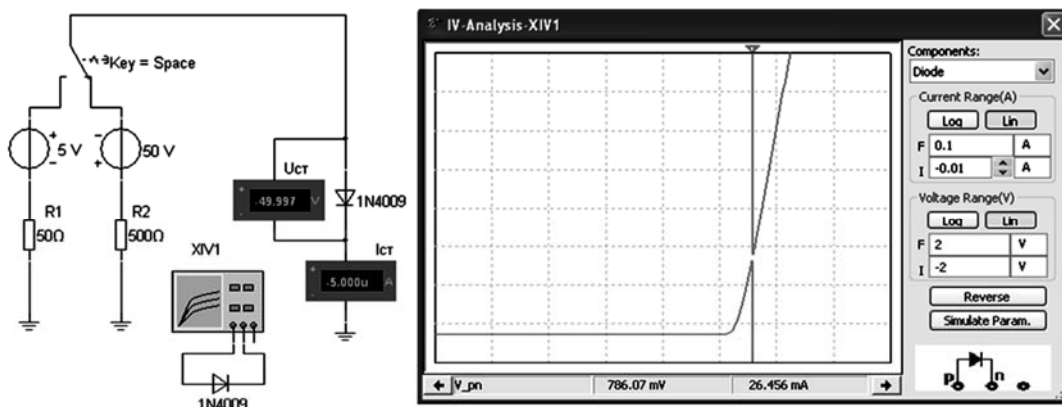 Key = Space
+
-
5 V
-
+
50 V
R1
50Ω
R2
500Ω
XIV1
1N4009
Uст
+
-
-49.997
V
1N4009
Iст
+
-
-5.000u
A
IV-Analysis-XIV1
V_pn
786.07 mV
26.456 mA
Components:
Diode
Current Range(A)
Log Lin
F 0.1 A
I -0.01 A
Voltage Range(V)
Log Lin
F 2 V
I -2 V
Reverse
Simulate Param.
p n